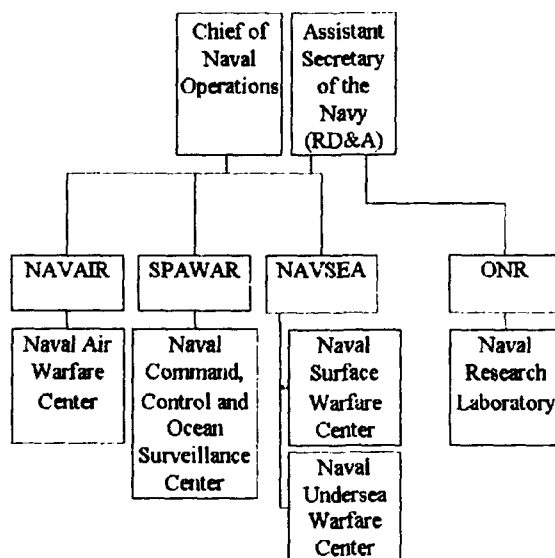 Chief of
Naval
Operations
Assistant
Secretary
of the
Navy
(RD&A)
NAVAIR
SPAWAR
NAVSEA
ONR
Naval Air
Warfare
Center
Naval
Command,
Control and
Ocean
Surveillance
Center
Naval
Surface
Warfare
Center
Naval
Undersea
Warfare
Center
Naval
Research
Laboratory